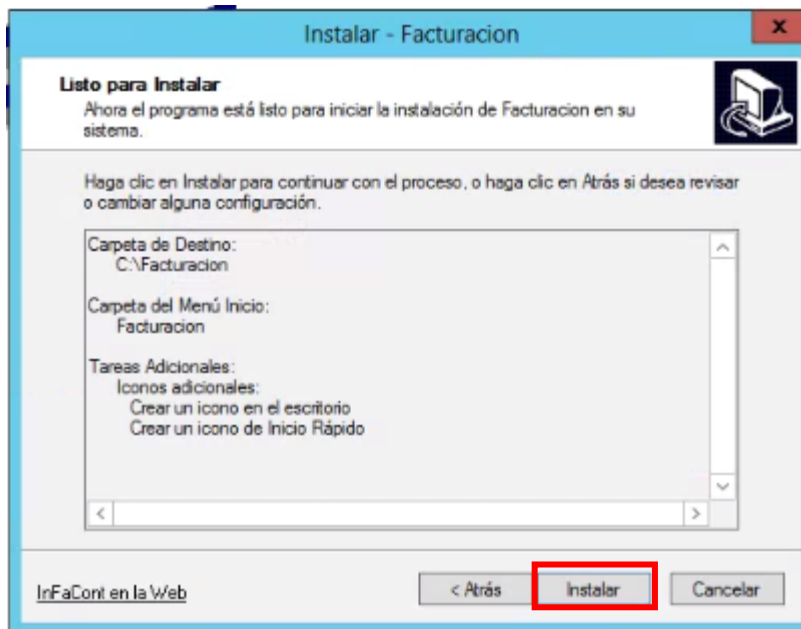 Instalar - Facturacion
x
Listo para Instalar
Ahora el programa está listo para iniciar la instalación de Facturacion en su
sistema.
Haga clic en Instalar para continuar con el proceso, o haga clic en Atrás si desea revisar
o cambiar alguna configuración.
Carpeta de Destino:
C:\Facturacion
Carpeta del Menú Inicio:
Facturacion
Tareas Adicionales:
Iconos adicionales:
Crear un icono en el escritorio
Crear un icono de Inicio Rápido
InFaCont en la Web
< Atrás
Instalar
Cancelar